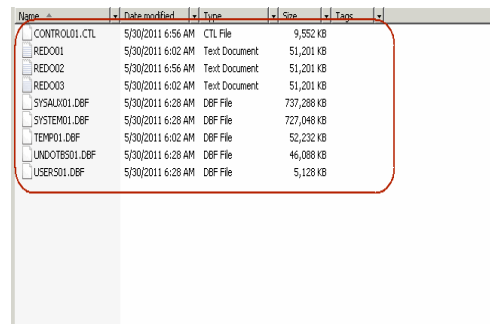 Name Date modified Type Size Tags
CONTROL01.CTL 5/30/2011 6:56 AM CTL File 9,552 KB
REDO01 5/30/2011 6:02 AM Text Document 51,201 KB
REDO02 5/30/2011 6:56 AM Text Document 51,201 KB
REDO03 5/30/2011 6:02 AM Text Document 51,201 KB
SYSAUX01.DBF 5/30/2011 6:28 AM DBF File 737,288 KB
SYSTEM01.DBF 5/30/2011 6:28 AM DBF File 727,048 KB
TEMP01.DBF 5/30/2011 6:02 AM DBF File 52,232 KB
UNDOTBS01.DBF 5/30/2011 6:28 AM DBF File 46,088 KB
USERS01.DBF 5/30/2011 6:28 AM DBF File 5,128 KB